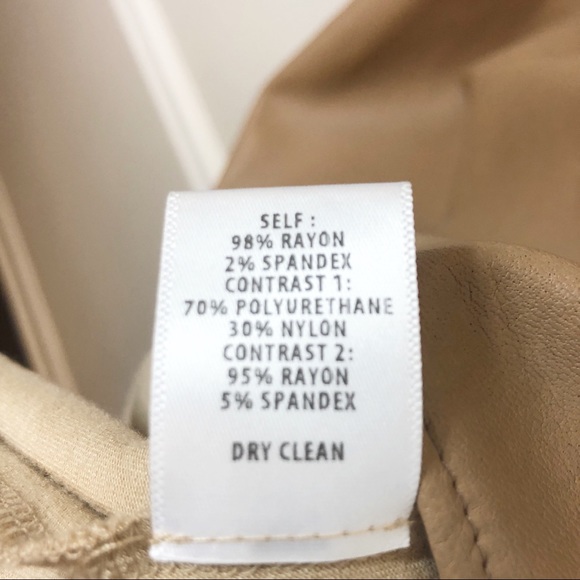 SELF :
98% RAYON
2% SPANDEX
CONTRAST 1:
70% POLYURETHANE
30% NYLON
CONTRAST 2:
95% RAYON
5% SPANDEX
DRY CLEAN